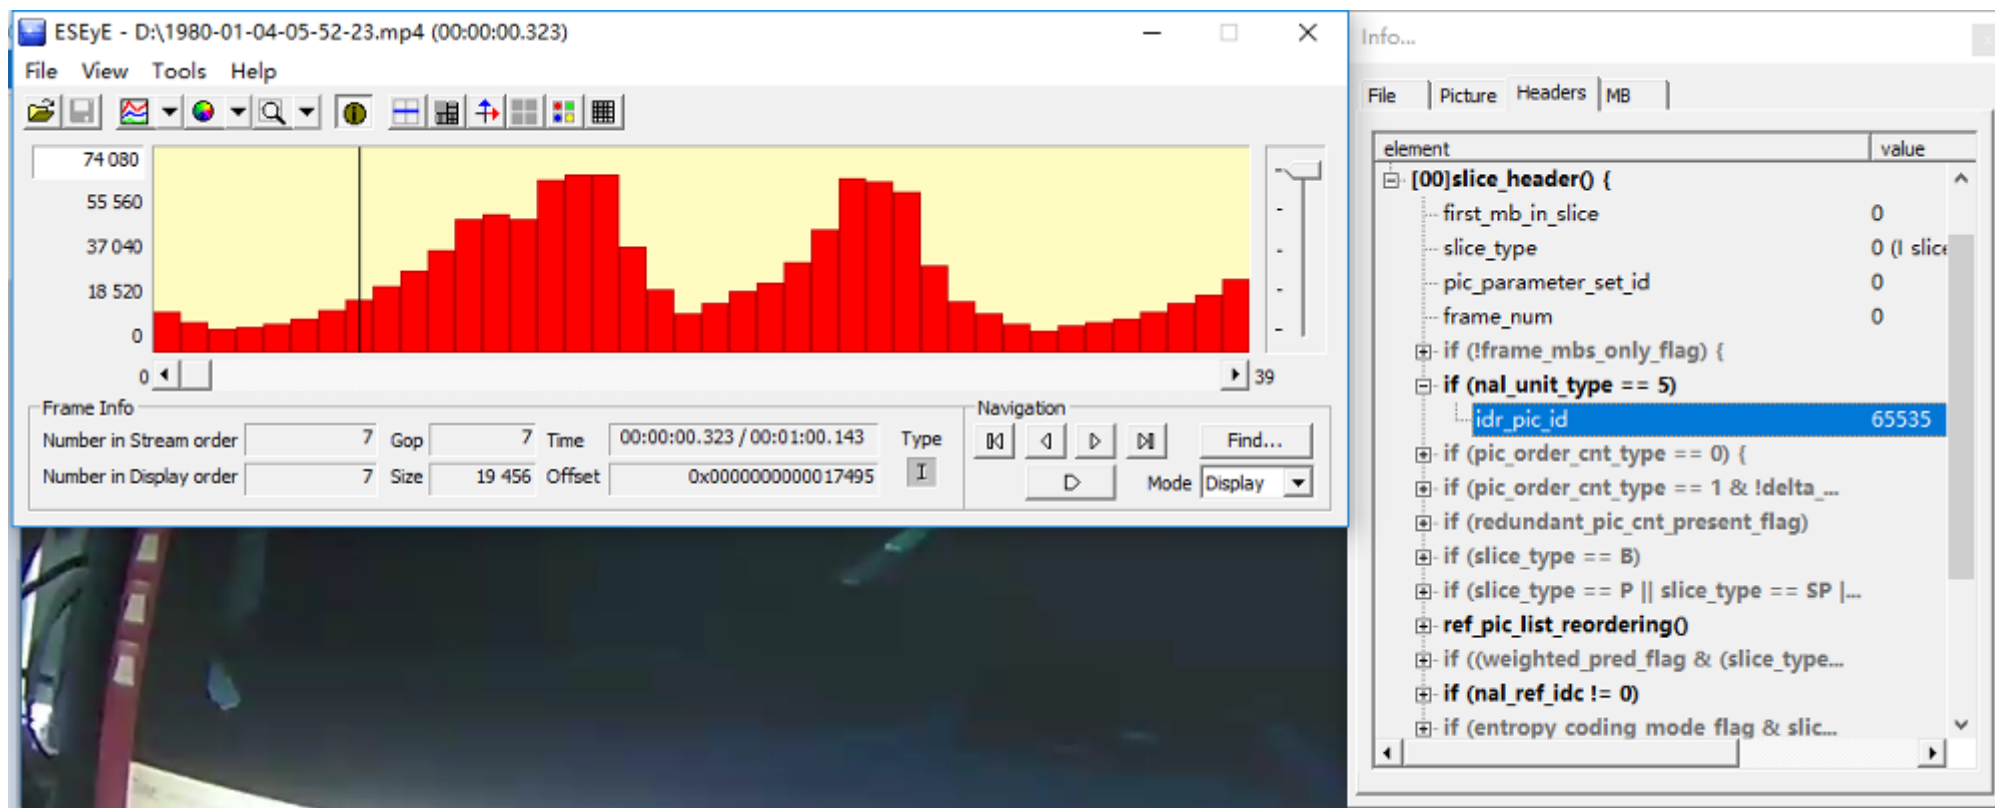 ESEyE - D:\1980-01-04-05-52-23.mp4 (00:00:00.323)
File View Tools Help
74 080
55 560
37 040
18 520
0
0 39
Frame Info
Number in Stream order 7 Gop 7 Time 00:00:00.323 / 00:01:00.143 Type
Number in Display order 7 Size 19 456 Offset 0x0000000000017495 I
Navigation
Find...
Mode Display
Info...
File Picture Headers MB
element value
[00]slice_header() {
first_mb_in_slice 0
slice_type 0 (I slice
pic_parameter_set_id 0
frame_num 0
if (!frame_mbs_only_flag) {
if (nal_unit_type == 5)
idr_pic_id 65535
if (pic_order_cnt_type == 0) {
if (pic_order_cnt_type == 1 & !delta_...
if (redundant_pic_cnt_present_flag)
if (slice_type == B)
if (slice_type == P || slice_type == SP |...
ref_pic_list_reordering()
if ((weighted_pred_flag & (slice_type...
if (nal_ref_idc != 0)
if (entropy coding mode flag & slic...